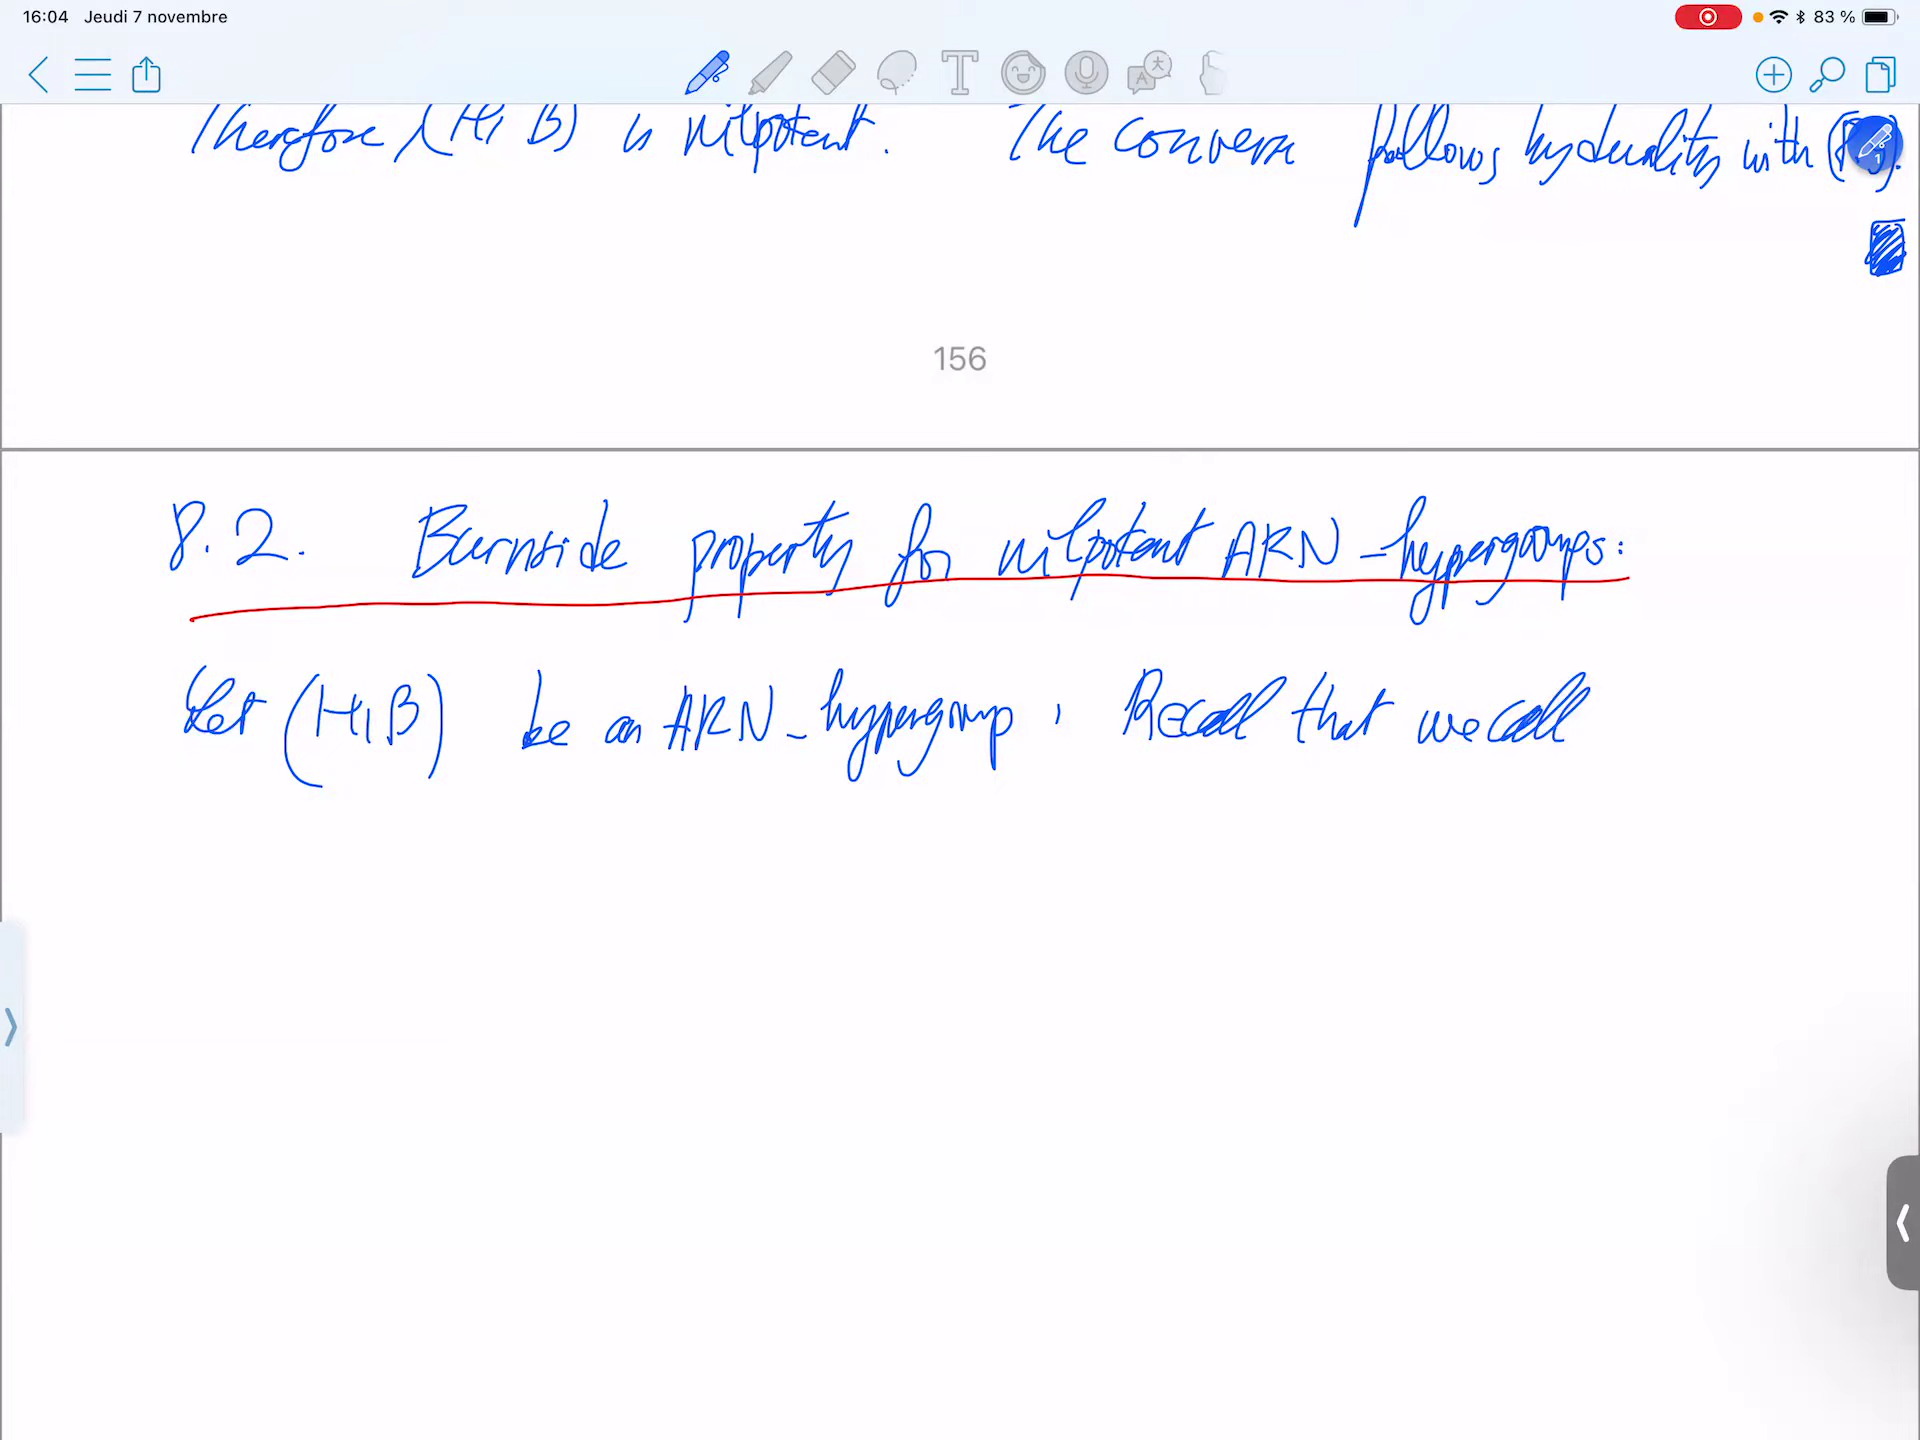 16:04 Jeudi 7 novembre 83 %
Therefore, (H, B) is nilpotent. The converse follows by duality with
156
8.2. Burnside property for nilpotent ARN-hypergroups:
Let (H, B) be an ARN-hypergroup, Recall that we call